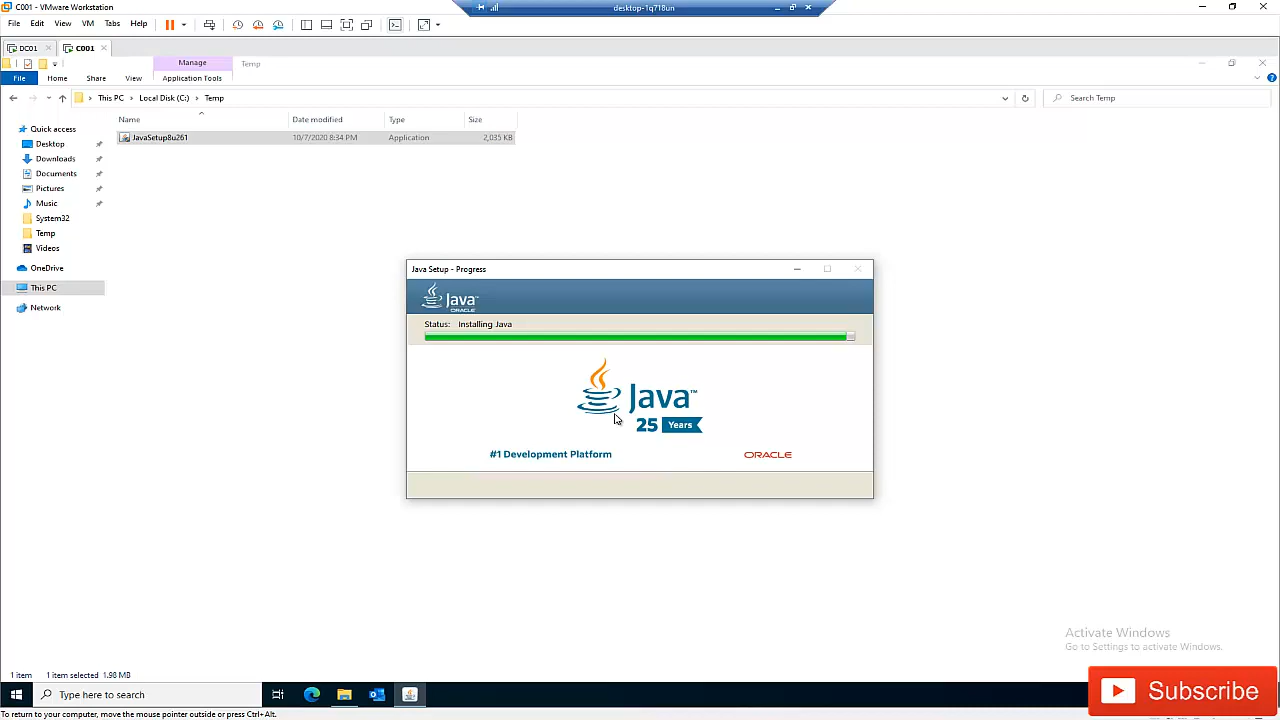 C001 - VMware Workstation
desktop-1q718un
File Edit View VM Tabs Help
DC01 C001
Manage Temp
File Home Share View Application Tools
This PC Local Disk (C:) Temp Search Temp
Name Date modified Type Size
JavaSetup8u261 10/7/2020 8:34 PM Application 2,035 KB
Quick access
Desktop
Downloads
Documents
Pictures
Music
System32
Temp
Videos
OneDrive
This PC
Network
Java Setup - Progress
Java
ORACLE
Status: Installing Java
Java™
25 Years
#1 Development Platform ORACLE
Activate Windows
Go to Settings to activate Windows.
1 item 1 item selected 1.98 MB
Type here to search
Subscribe
To return to your computer, move the mouse pointer outside or press Ctrl+Alt.